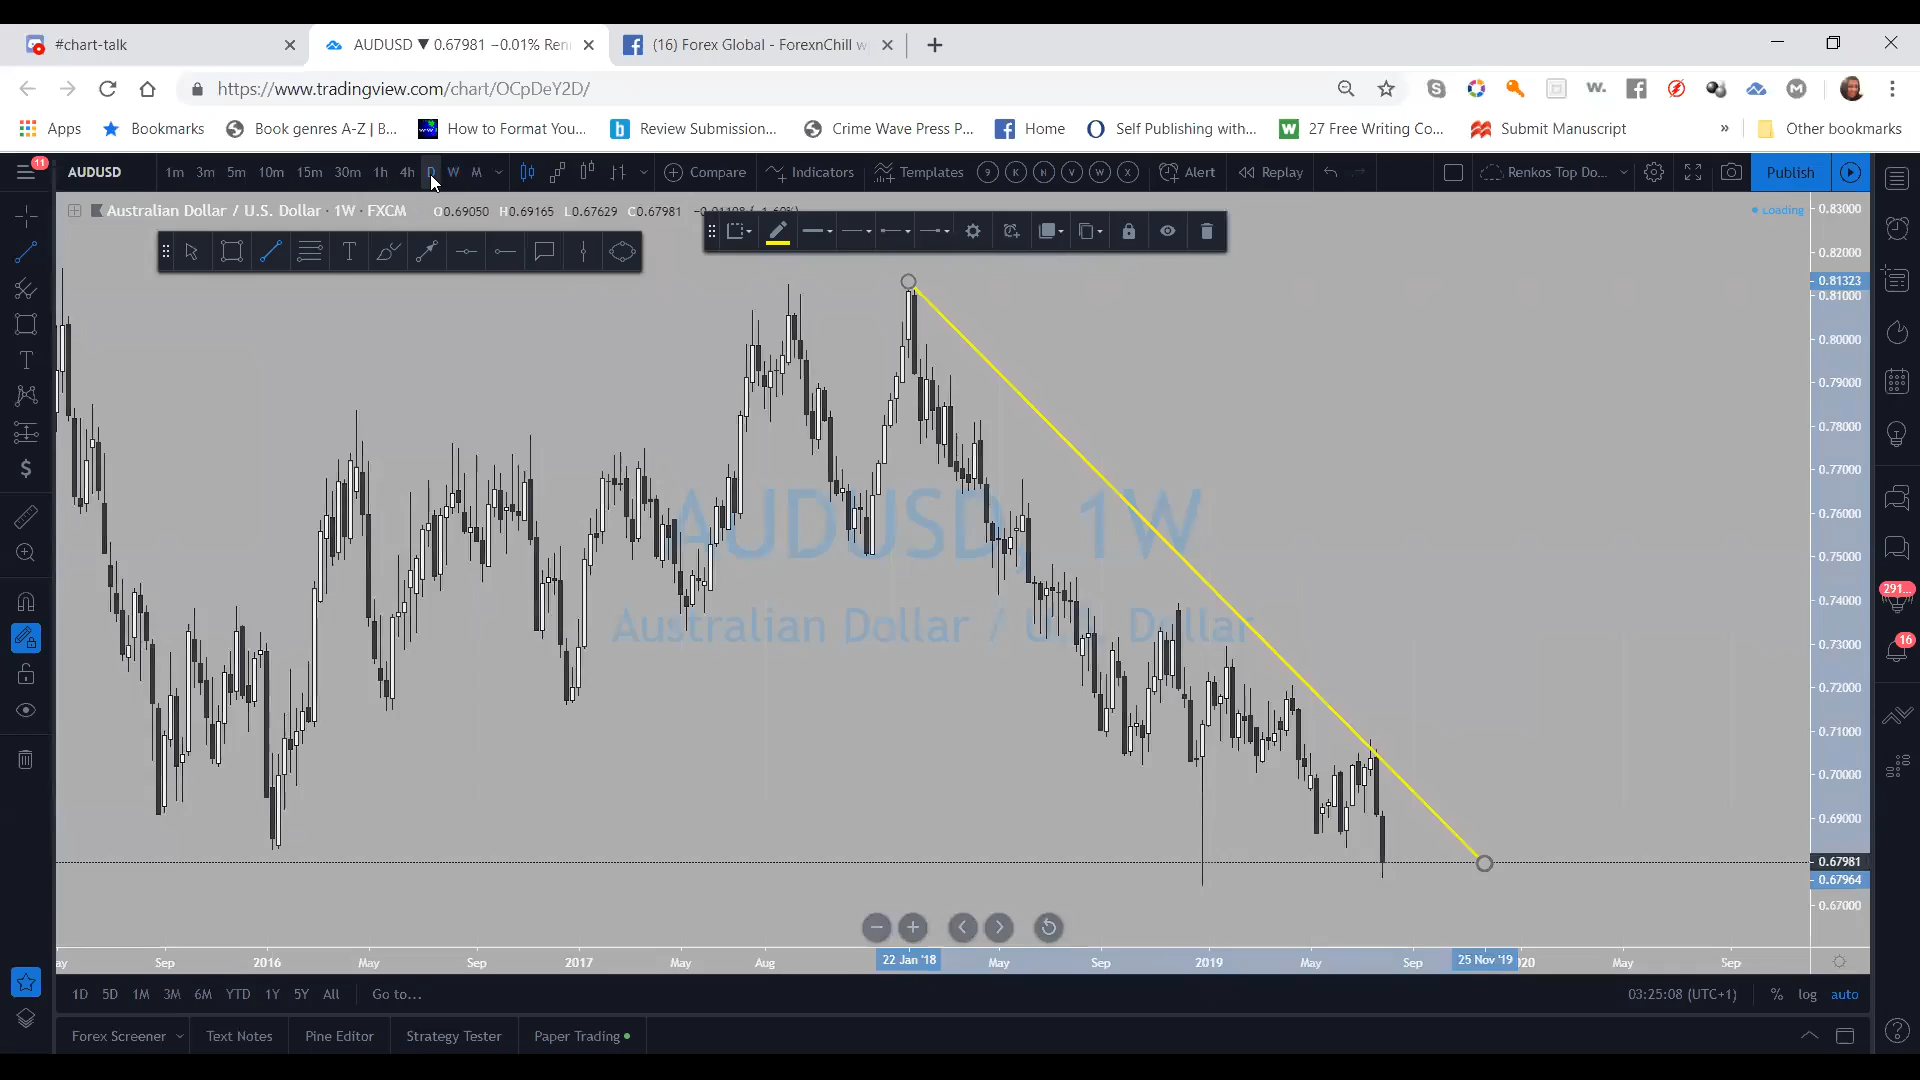 #chart-talk
AUDUSD ▼ 0.67981 −0.01% Ren
(16) Forex Global - ForexnChill w
https://www.tradingview.com/chart/OCpDeY2D/
Apps Bookmarks Book genres A-Z | B... How to Format You... Review Submission... Crime Wave Press P... Home Self Publishing with... 27 Free Writing Co... Submit Manuscript » Other bookmarks
11
AUDUSD 1m 3m 5m 10m 15m 30m 1h 4h D W M Compare Indicators Templates 9 K N V W X Alert Replay Renkos Top Do... Publish
Australian Dollar / U.S. Dollar · 1W · FXCM O0.69050 H0.69165 L0.67629 C0.67981
Loading
0.83000
0.82000
0.81323
0.81000
0.80000
0.79000
0.78000
0.77000
0.76000
0.75000
0.74000
0.73000
0.72000
0.71000
0.70000
0.69000
0.67981
0.67964
0.67000
AUDUSD, 1W
Australian Dollar / U.S. Dollar
291...
16
ay Sep 2016 May Sep 2017 May Aug 22 Jan '18 May Sep 2019 May Sep 25 Nov '19 020 May Sep
1D 5D 1M 3M 6M YTD 1Y 5Y All Go to... 03:25:08 (UTC+1) % log auto
Forex Screener Text Notes Pine Editor Strategy Tester Paper Trading